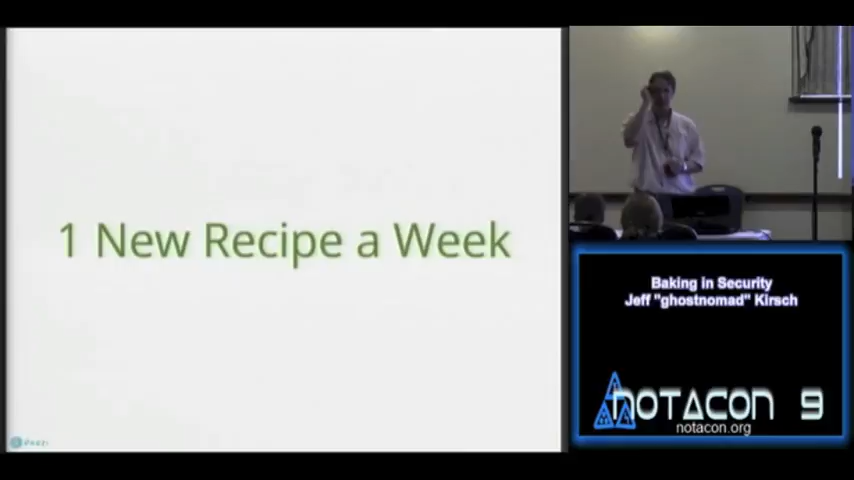 1 New Recipe a Week
Baking in Security
Jeff "ghostnomad" Kirsch
NOTACON 9
notacon.org